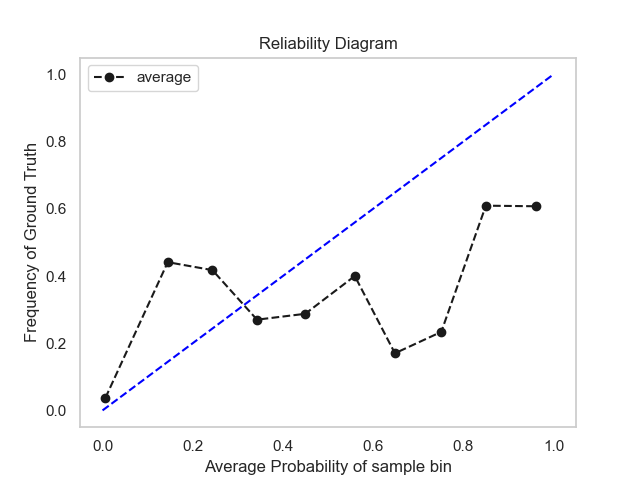 Reliability Diagram
average
Frequency of Ground Truth
1.0
0.8
0.6
0.4
0.2
0.0
0.0 0.2 0.4 0.6 0.8 1.0
Average Probability of sample bin